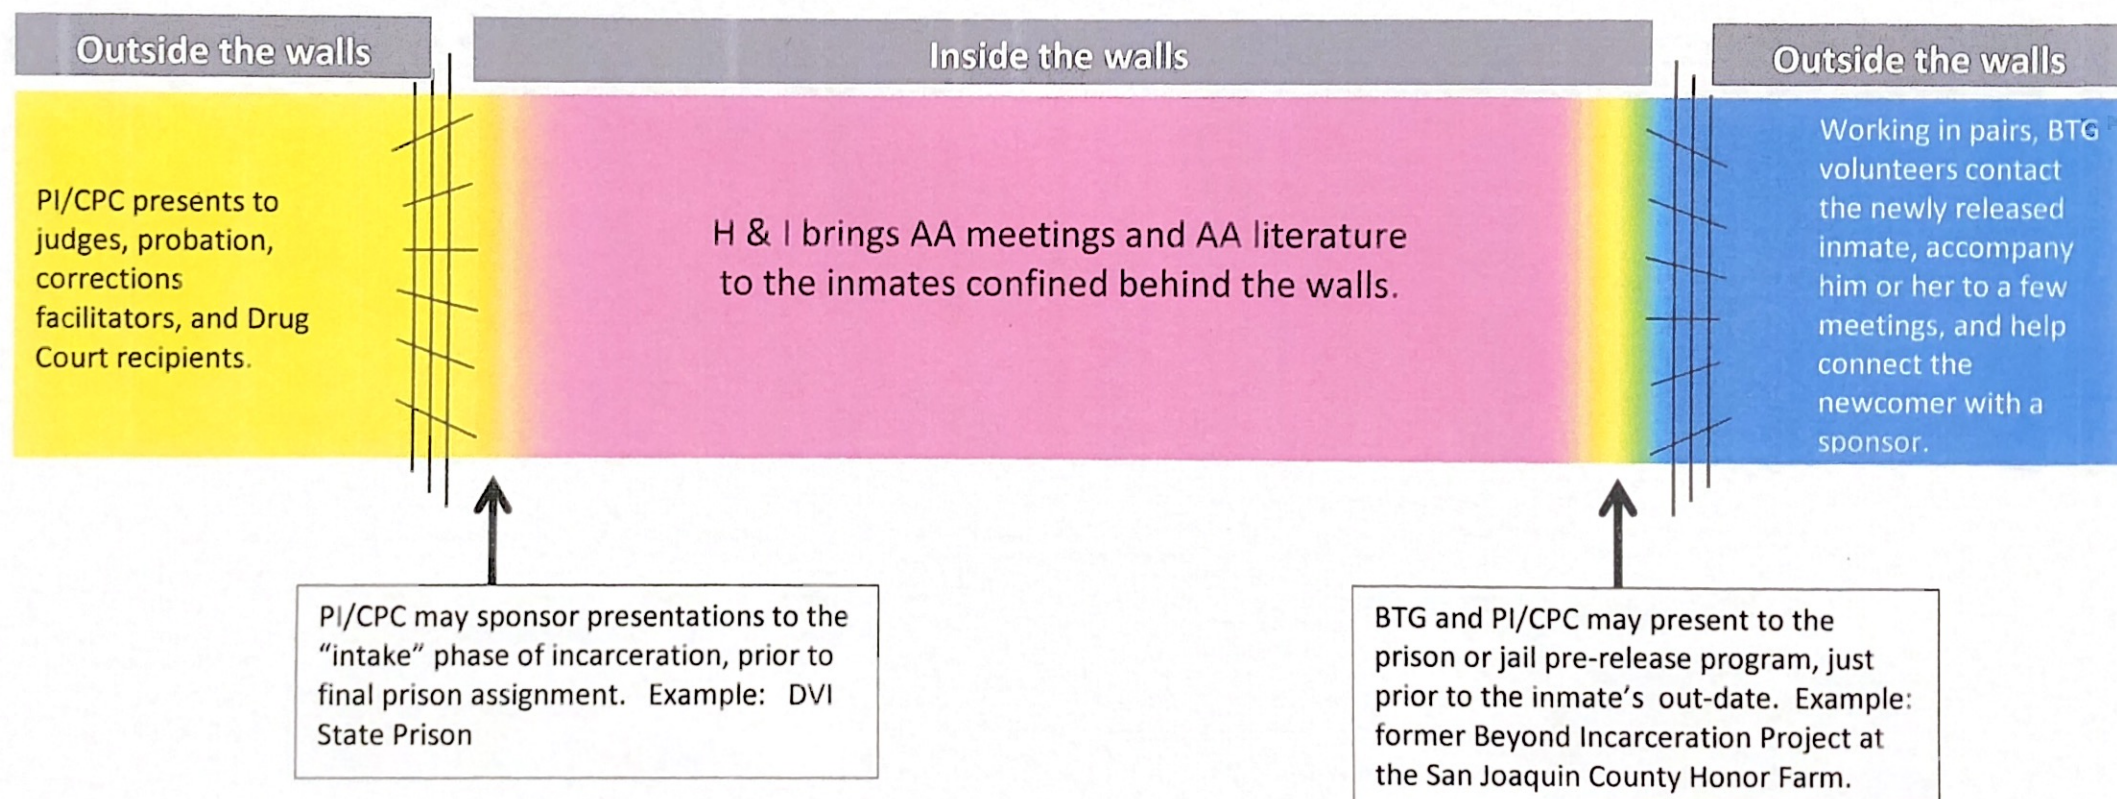 Outside the walls
Inside the walls
Outside the walls
PI/CPC presents to
judges, probation,
corrections
facilitators, and Drug
Court recipients.
H & I brings AA meetings and AA literature
to the inmates confined behind the walls.
Working in pairs, BTG
volunteers contact
the newly released
inmate, accompany
him or her to a few
meetings, and help
connect the
newcomer with a
sponsor.
PI/CPC may sponsor presentations to the
“intake” phase of incarceration, prior to
final prison assignment. Example: DVI
State Prison
BTG and PI/CPC may present to the
prison or jail pre-release program, just
prior to the inmate’s out-date. Example:
former Beyond Incarceration Project at
the San Joaquin County Honor Farm.